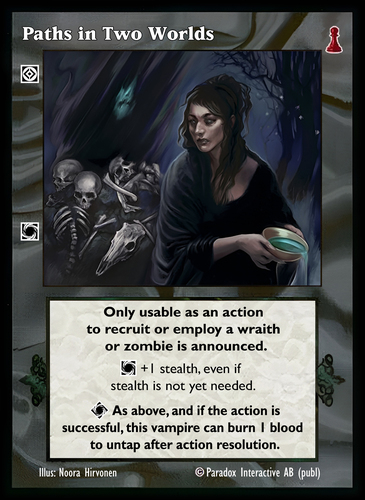 Paths in Two Worlds
Only usable as an action
to recruit or employ a wraith
or zombie is announced.
+1 stealth, even if
stealth is not yet needed.
As above, and if the action is
successful, this vampire can burn 1 blood
to untap after action resolution.
Illus: Noora Hirvonen © Paradox Interactive AB (publ)